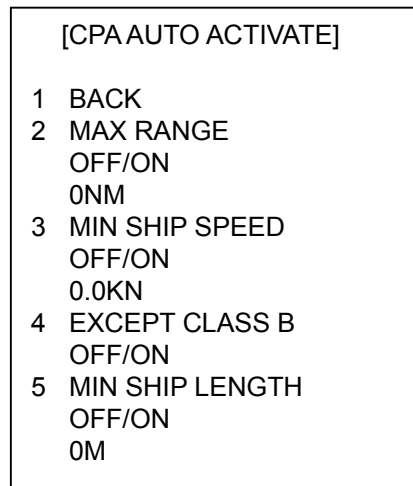 [CPA AUTO ACTIVATE]
1 BACK
2 MAX RANGE
OFF/ON
0NM
3 MIN SHIP SPEED
OFF/ON
0.0KN
4 EXCEPT CLASS B
OFF/ON
5 MIN SHIP LENGTH
OFF/ON
0M